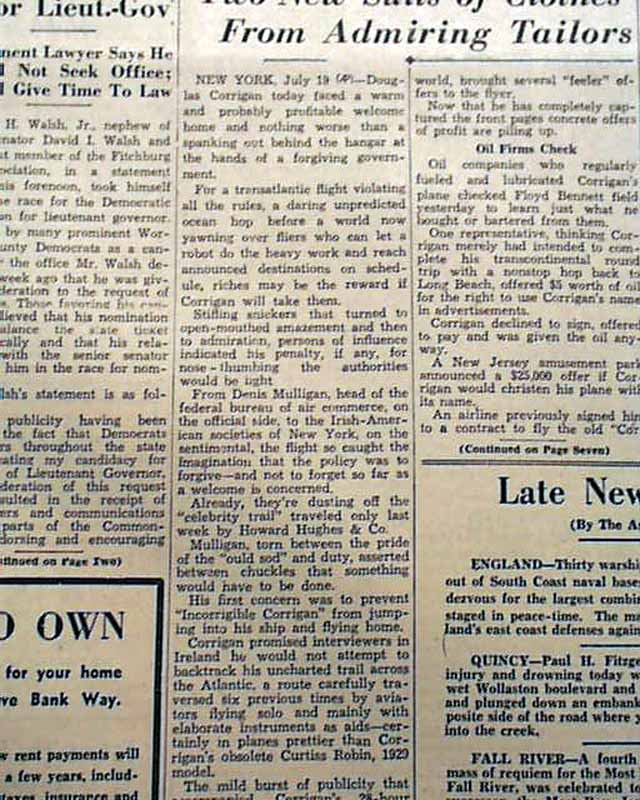 or Lieut.-Gov
nent Lawyer Says He
Not Seek Office;
Give Time To Law
H. Walsh, Jr., nephew of
nator David I. Walsh and
st member of the Fitchburg
ociation, in a statement
his forenoon, took himself
e race for the Democratic
on for lieutenant governor.
by many prominent Wor-
unty Democrats as a can-
r the office Mr. Walsh de-
week ago that he was giv-
deration to the request of
s. Those favoring his
lieved that his nomination
alance the state ticket
cally and that his rela-
with the senior senator
him in the race for nom-
lsh's statement is as fol-
publicity having been
the fact that Democrats
rs throughout the state
ating my candidacy for
of Lieutenant Governor.
deration of this request
sulted in the receipt of
ers and communications
parts of the Common-
dorsing and encouraging
tinued on Page Two)
O OWN
for your home
ve Bank Way.
w rent payments will
a few years, includ-
taxes, insurance and
Two New Suits of Clothes
From Admiring Tailors
NEW YORK, July 19 (AP)—Doug-
las Corrigan today faced a warm
and probably profitable welcome
home and nothing worse than a
spanking out behind the hangar at
the hands of a forgiving govern-
ment.
For a transatlantic flight violating
all the rules, a daring unpredicted
ocean hop before a world now
yawning over fliers who can let a
robot do the heavy work and reach
announced destinations on sched-
ule, riches may be the reward if
Corrigan will take them.
Stifling snickers that turned to
open-mouthed amazement and then
to admiration, persons of influence
indicated his penalty, if any, for
nose-thumbing the authorities
would be light
From Denis Mulligan, head of the
federal bureau of air commerce, on
the official side, to the Irish-Amer-
ican societies of New York, on the
sentimental, the flight so caught the
imagination that the policy was to
forgive—and not to forget so far as
a welcome is concerned.
Already, they're dusting off the
"celebrity trail" traveled only last
week by Howard Hughes & Co.
Mulligan, torn between the pride
of the "ould sod" and duty, asserted
between chuckles that something
would have to be done.
His first concern was to prevent
"Incorrigible Corrigan" from jump-
ing into his ship and flying home.
Corrigan promised interviewers in
Ireland he would not attempt to
backtrack his uncharted trail across
the Atlantic, a route carefully tra-
versed six previous times by avia-
tors flying solo and mainly with
elaborate instruments as aids—cer-
tainly in planes prettier than Cor-
rigan's obsolete Curtiss Robin, 1929
model.
The mild burst of publicity that
Corrigan's 28-hour
world, brought several "feeler" of-
fers to the flyer.
Now that he has completely cap-
tured the front pages concrete offers
of profit are piling up.
Oil Firms Check
Oil companies who regularly
fueled and lubricated Corrigan's
plane checked Floyd Bennett field
yesterday to learn just what he
bought or bartered from them.
One representative, thinking Cor-
rigan merely had intended to com-
plete his transcontinental round
trip with a nonstop hop back to
Long Beach, offered $5 worth of oil
for the right to use Corrigan's name
in advertisements.
Corrigan declined to sign, offered
to pay and was given the oil any-
way.
A New Jersey amusement park
announced a $25,000 offer if Cor-
rigan would christen his plane with
its name.
An airline previously signed him
to a contract to fly the old "Cor
(Continued on Page Seven)
Late New
(By The As
ENGLAND—Thirty warshi
out of South Coast naval base
dezvous for the largest combin
staged in peace-time. The ma
land's east coast defenses again
QUINCY—Paul H. Fitzg
injury and drowning today w
wet Wollaston boulevard and
and plunged down an embank
posite side of the road where
into the creek.
FALL RIVER—A fourth
mass of requiem for the Most
Fall River, was celebrated